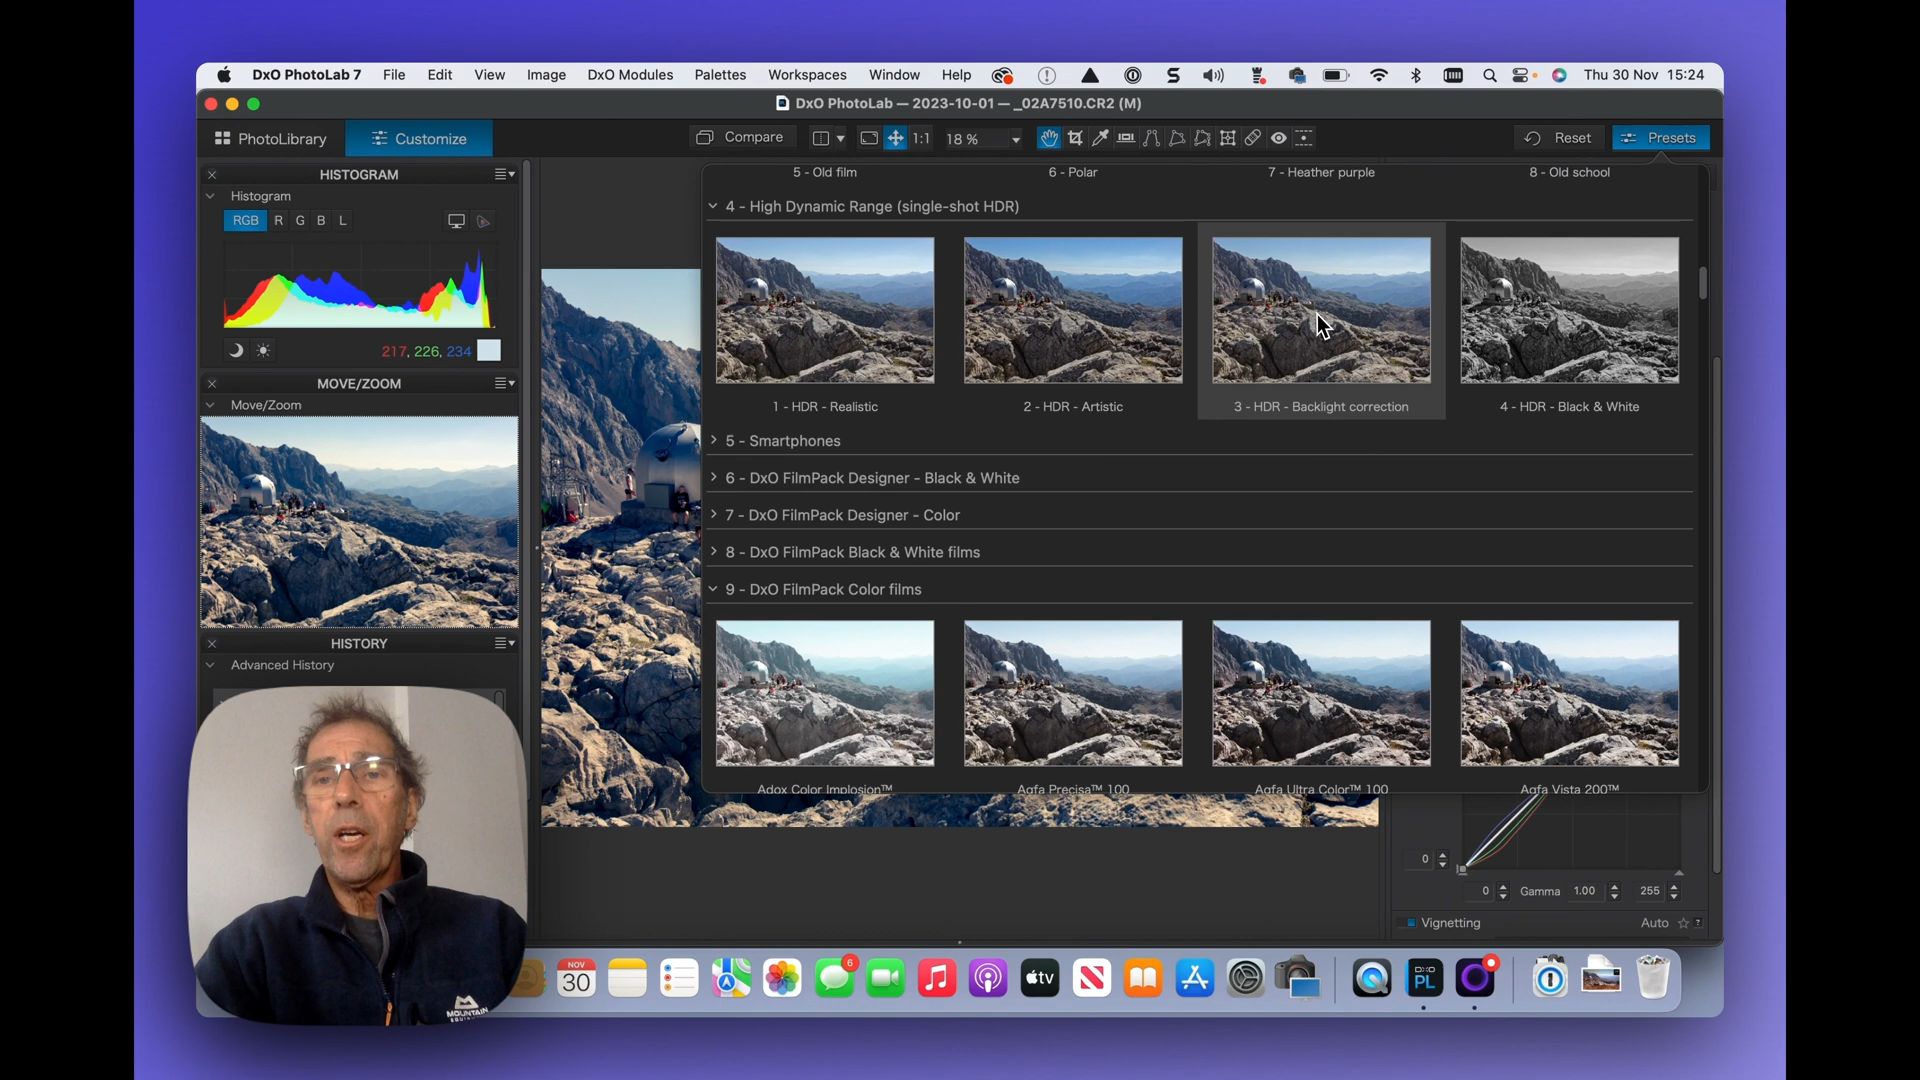 DxO PhotoLab 7 File Edit View Image DxO Modules Palettes Workspaces Window Help Thu 30 Nov 15:24
DxO PhotoLab — 2023-10-01 — _02A7510.CR2 (M)
PhotoLibrary Customize Compare 1:1 18 % Reset Presets
HISTOGRAM
Histogram
RGB R G B L
217, 226, 234
MOVE/ZOOM
Move/Zoom
HISTORY
Advanced History
5 - Old film 6 - Polar 7 - Heather purple 8 - Old school
4 - High Dynamic Range (single-shot HDR)
1 - HDR - Realistic 2 - HDR - Artistic 3 - HDR - Backlight correction 4 - HDR - Black & White
5 - Smartphones
6 - DxO FilmPack Designer - Black & White
7 - DxO FilmPack Designer - Color
8 - DxO FilmPack Black & White films
9 - DxO FilmPack Color films
Adox Color Implosion™ Agfa Precisa™ 100 Agfa Ultra Color™ 100 Agfa Vista 200™
0
0 Gamma 1.00 255
Vignetting Auto
MOUNTAIN
NOV
30
6
tv
DXO
PL